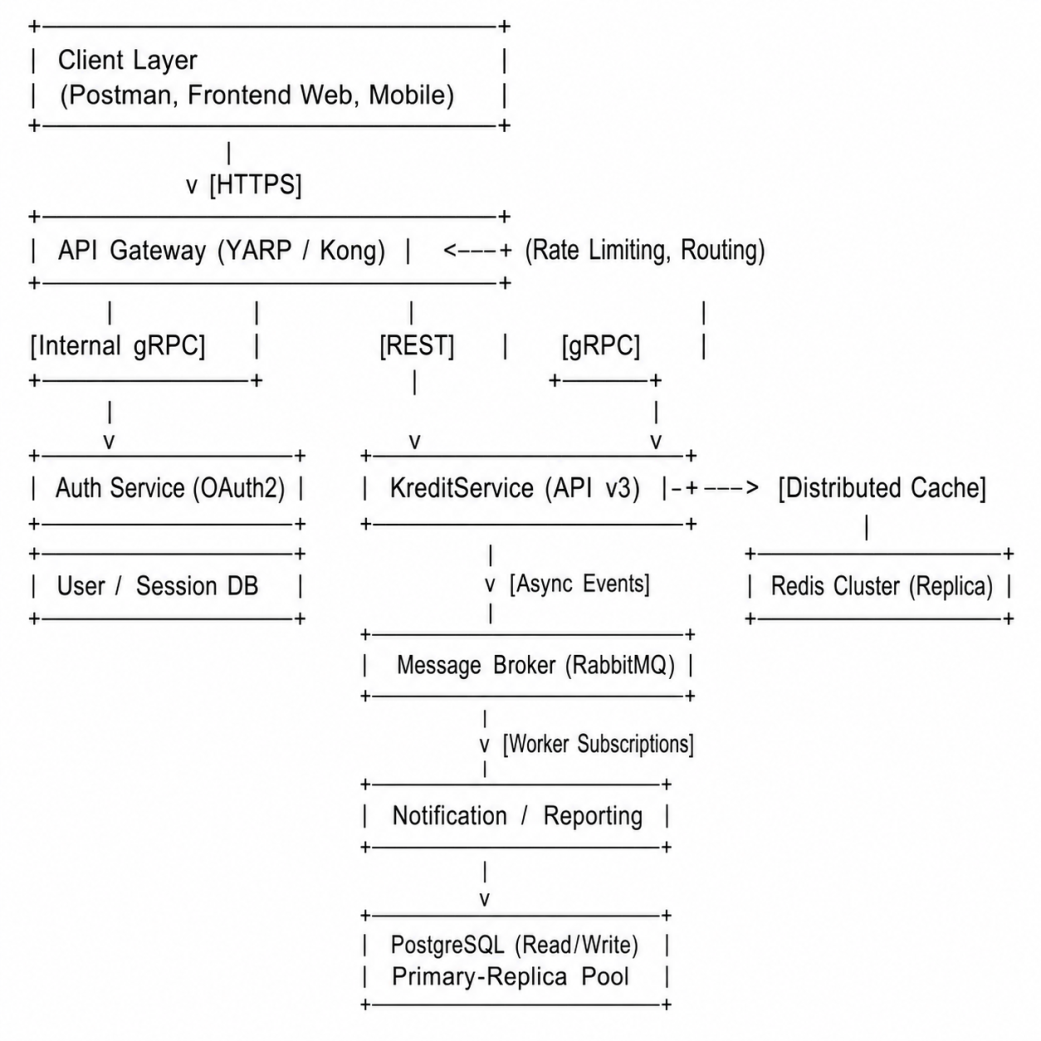 Client Layer
(Postman, Frontend Web, Mobile)
v [HTTPS]
API Gateway (YARP / Kong) | <---+ (Rate Limiting, Routing)
[Internal gRPC] | [REST] | [gRPC] |
v v v
Auth Service (OAuth2) | | KreditService (API v3) |-+---> [Distributed Cache]
User / Session DB
v [Async Events]
Redis Cluster (Replica)
Message Broker (RabbitMQ)
v [Worker Subscriptions]
Notification / Reporting
v
PostgreSQL (Read/Write)
Primary-Replica Pool